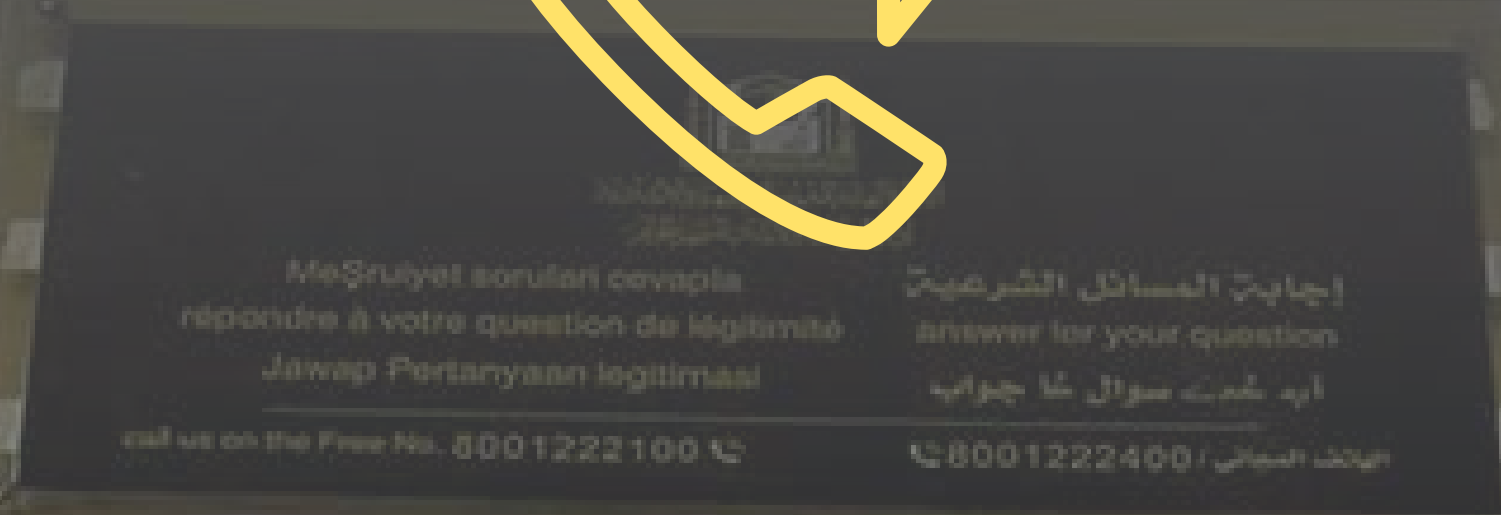 MeŞruiyet sorulan cevapla
répondre à votre question de légitimité
Jawap Pertanyaan legitimasi
إجابة المسائل الشرعية
answer for your question
call us on the Free No. 8001222100
8001222400 / الهاتف المجاني